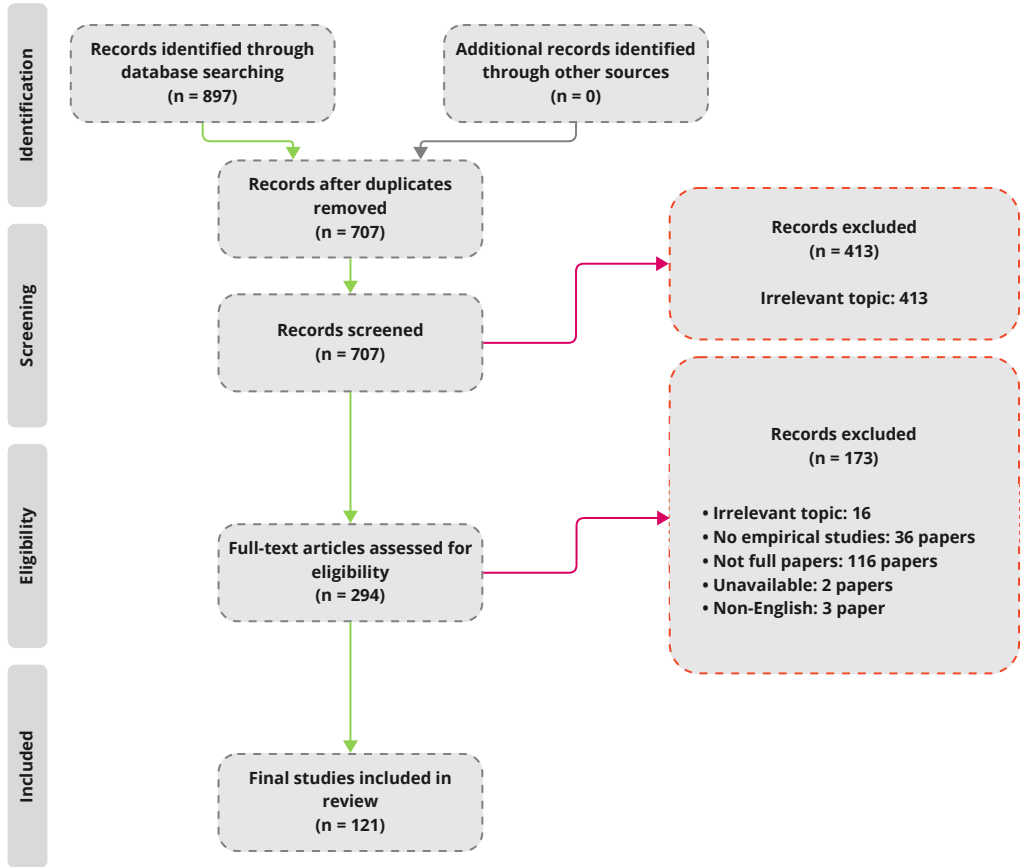 Identification
Records identified through
database searching
(n = 897)
Additional records identified
through other sources
(n = 0)
Records after duplicates
removed
(n = 707)
Screening
Records screened
(n = 707)
Records excluded
(n = 413)
Irrelevant topic: 413
Eligibility
Full-text articles assessed for
eligibility
(n = 294)
Records excluded
(n = 173)
• Irrelevant topic: 16
• No empirical studies: 36 papers
• Not full papers: 116 papers
• Unavailable: 2 papers
• Non-English: 3 paper
Included
Final studies included in
review
(n = 121)